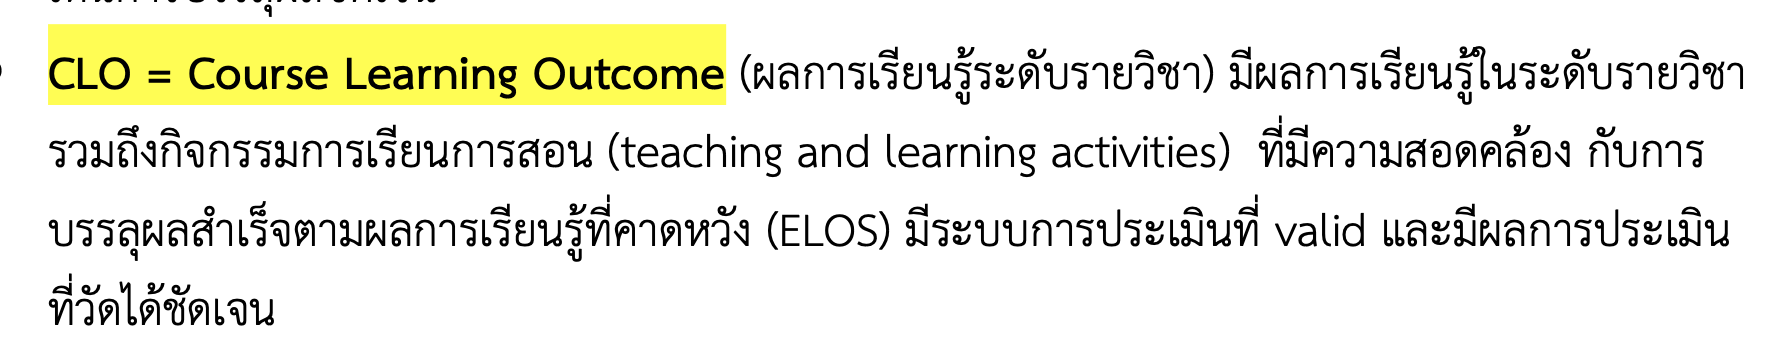 CLO = Course Learning Outcome (ผลการเรียนรู้ระดับรายวิชา) มีผลการเรียนรู้ในระดับรายวิชา
รวมถึงกิจกรรมการเรียนการสอน (teaching and learning activities)  ที่มีความสอดคล้อง กับการ
บรรลุผลสำเร็จตามผลการเรียนรู้ที่คาดหวัง (ELOS) มีระบบการประเมินที่ valid และมีผลการประเมิน
ที่วัดได้ชัดเจน